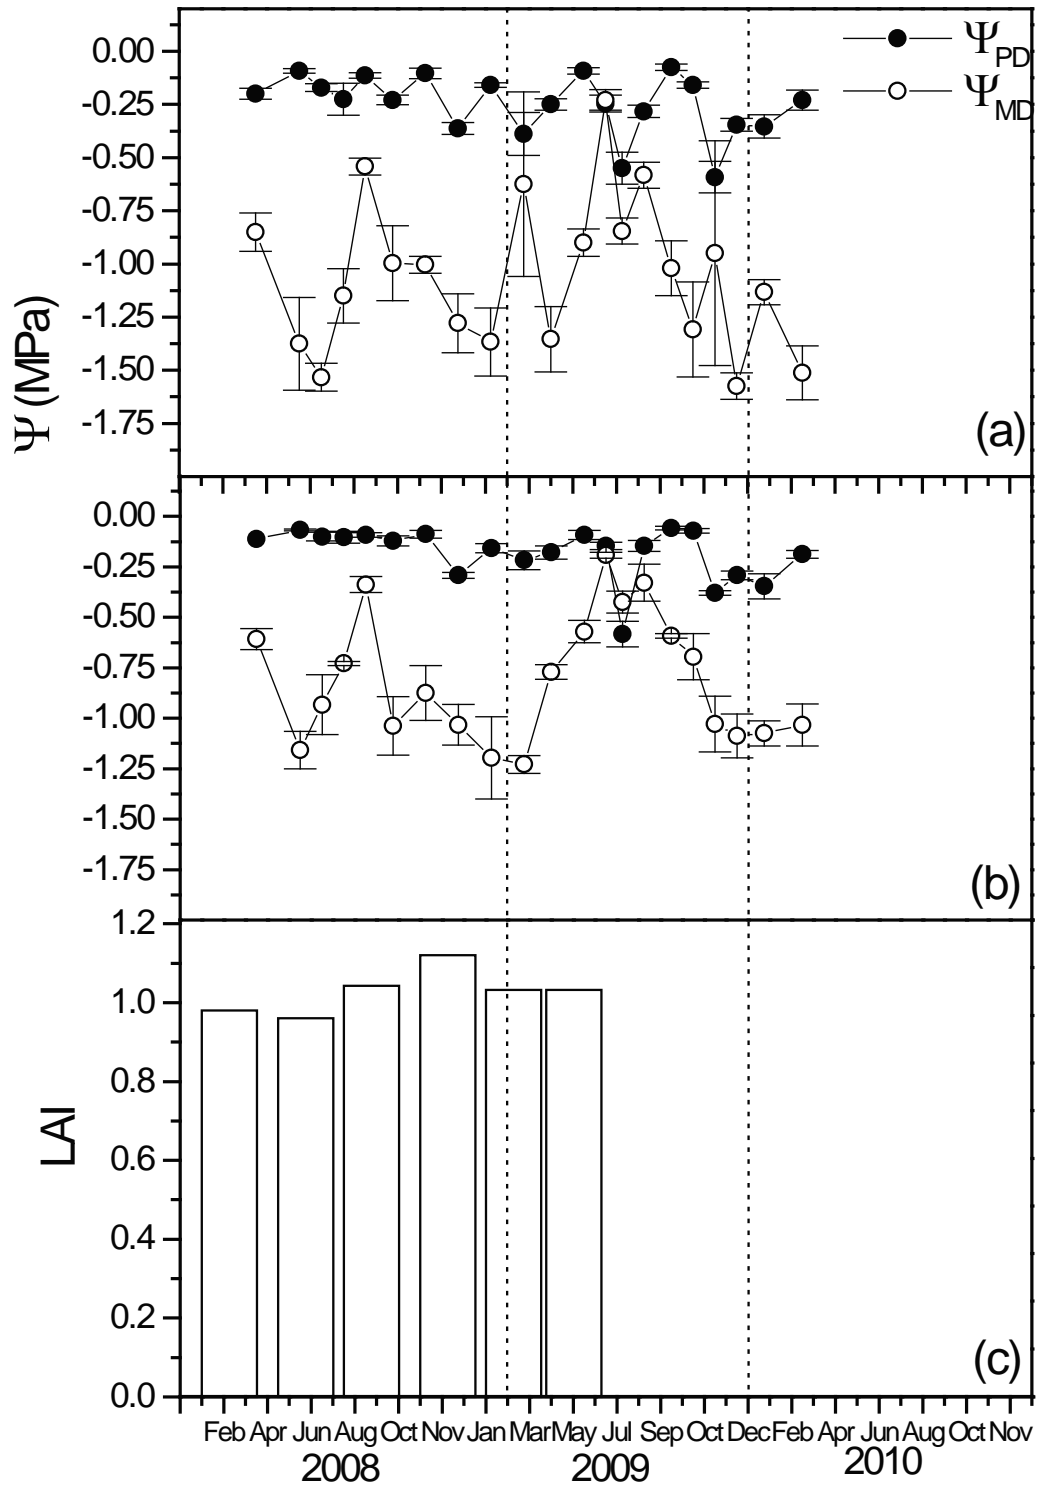 Ψ_PD
Ψ_MD
0.00
-0.25
-0.50
-0.75
-1.00
-1.25
-1.50
-1.75
Ψ (MPa)
(a)
0.00
-0.25
-0.50
-0.75
-1.00
-1.25
-1.50
-1.75
(b)
1.2
1.0
0.8
0.6
0.4
0.2
0.0
LAI
(c)
Feb Apr Jun Aug Oct Nov Jan Mar May Jul Sep Oct Dec Feb Apr Jun Aug Oct Nov
2008 2009 2010